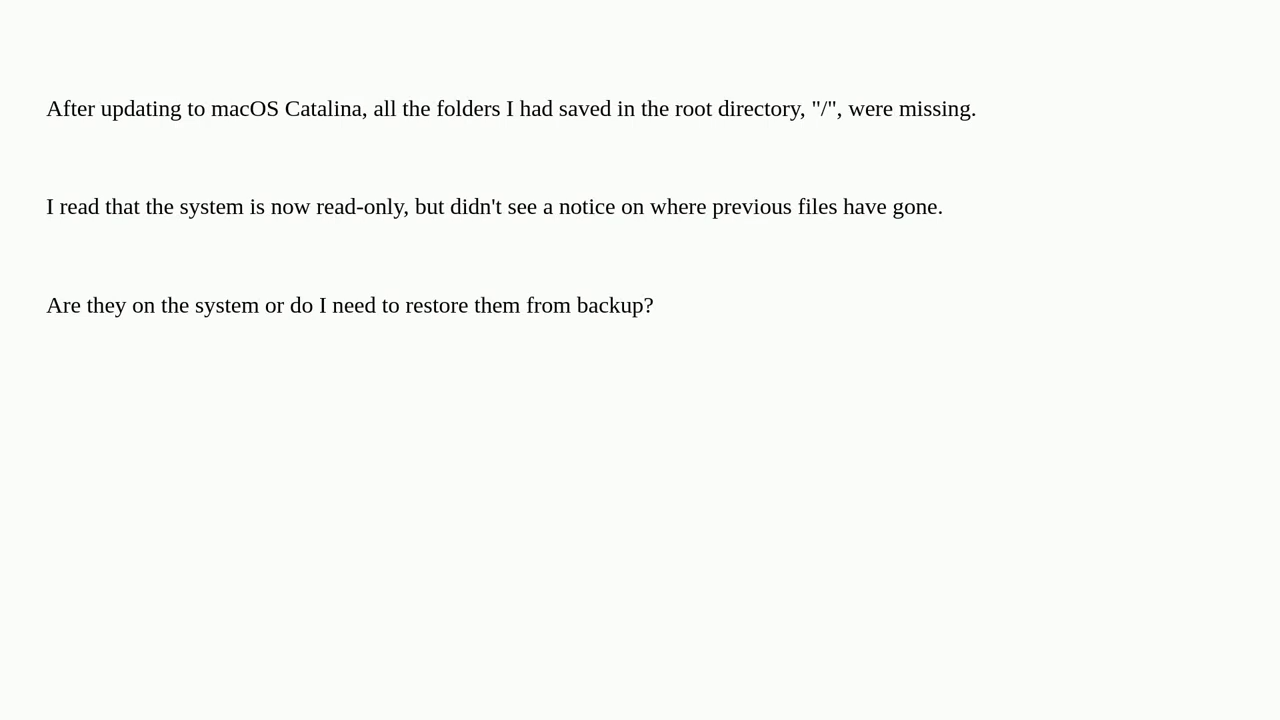 After updating to macOS Catalina, all the folders I had saved in the root directory, "/", were missing.
I read that the system is now read-only, but didn't see a notice on where previous files have gone.
Are they on the system or do I need to restore them from backup?